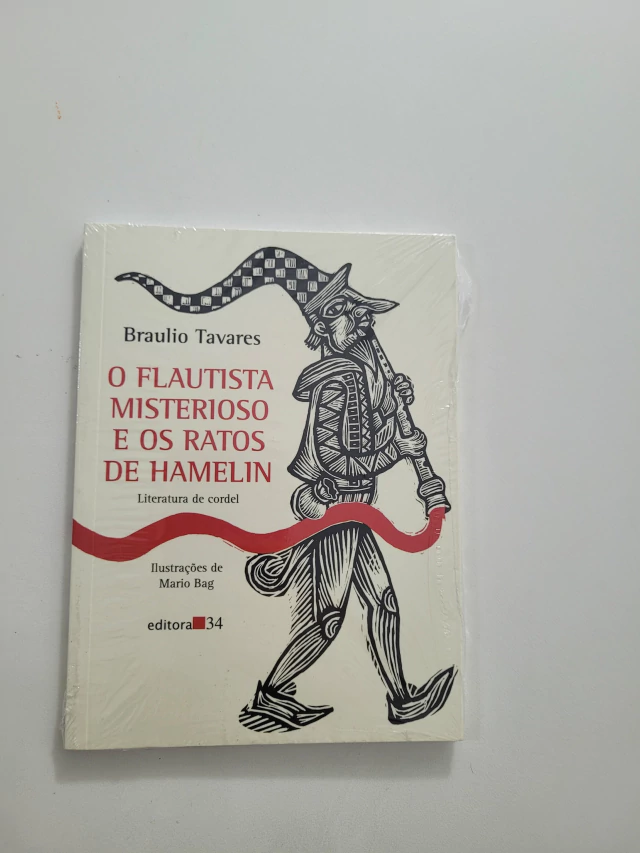 Braulio Tavares
O FLAUTISTA
MISTERIOSO
E OS RATOS
DE HAMELIN
Literatura de cordel
Ilustrações de
Mario Bag
editora 34